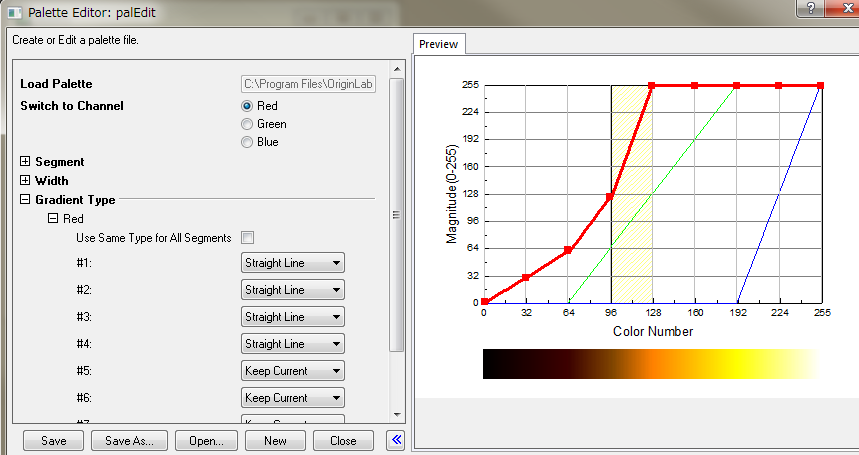 Palette Editor: palEdit
?
Create or Edit a palette file.
Load Palette C:\Program Files\OriginLab
Switch to Channel Red
Green
Blue
Segment
Width
Gradient Type
Red
Use Same Type for All Segments
#1: Straight Line
#2: Straight Line
#3: Straight Line
#4: Straight Line
#5: Keep Current
#6: Keep Current
Save Save As... Open... New Close
Preview
Magnitude (0-255)
255
224
192
160
128
96
64
32
0
0 32 64 96 128 160 192 224 255
Color Number